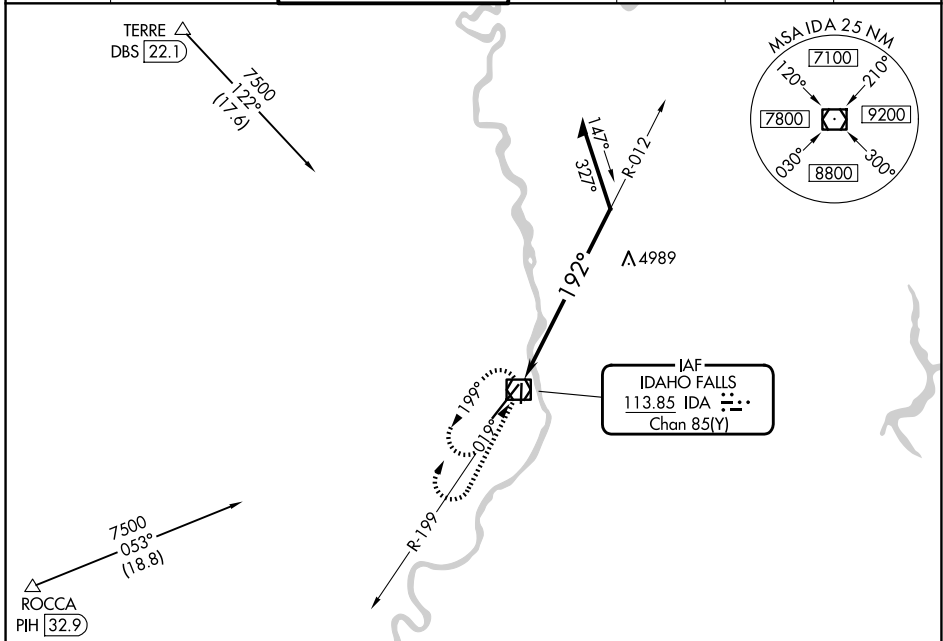 TERRE
DBS 22.1
7500
122°
(17.6)
MSA IDA 25 NM
7100
120°
210°
7800
9200
030°
300°
8800
147°
327°
R-012
192°
4989
IAF
IDAHO FALLS
113.85 IDA
Chan 85(Y)
199°
019°
R-199
7500
053°
(18.8)
ROCCA
PIH 32.9